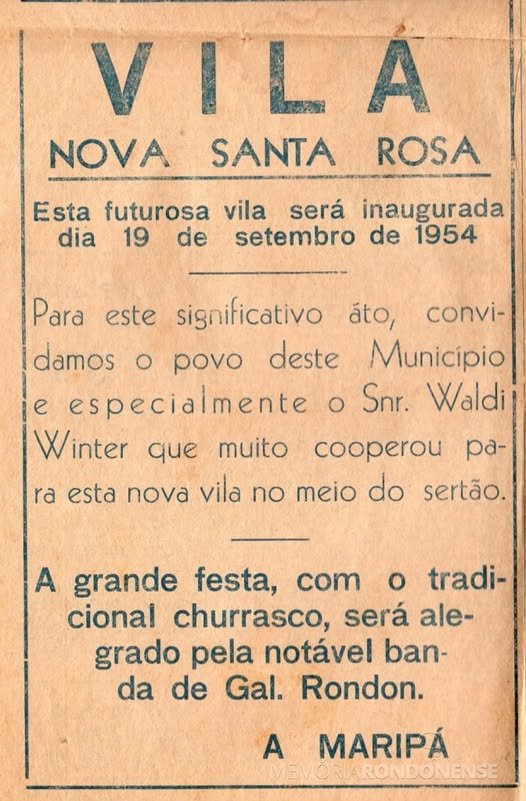 VILA
NOVA SANTA ROSA
Esta futurosa vila será inaugurada
dia 19 de setembro de 1954
Para este significativo áto, convi-
damos o povo deste Município
e especialmente o Snr. Waldi
Winter que muito cooperou pa-
ra esta nova vila no meio do sertão.
A grande festa, com o tradi-
cional churrasco, será ale-
grado pela notável ban-
da de Gal. Rondon.
A MARIPÁ
MEMÓRIARONDONENSE